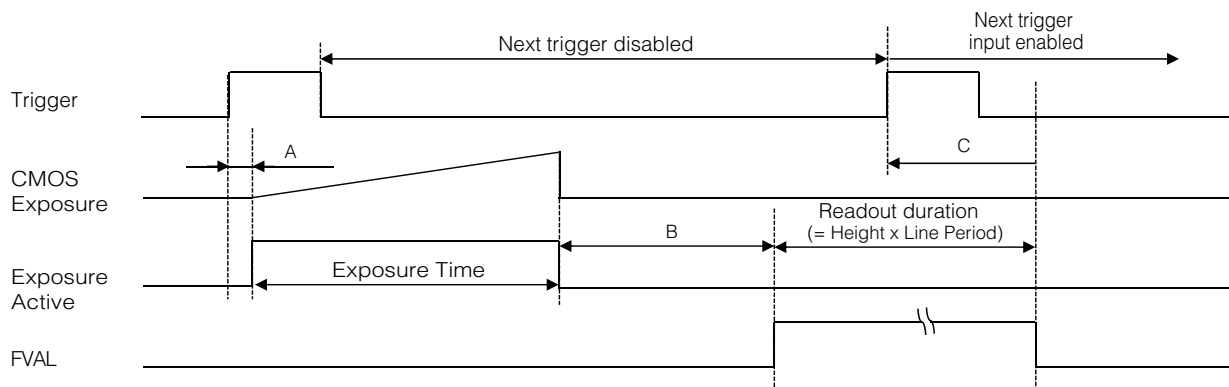 Next trigger disabled
Next trigger
input enabled
Trigger
A
C
CMOS
Exposure
B
Readout duration
(= Height x Line Period)
Exposure Time
Exposure
Active
FVAL